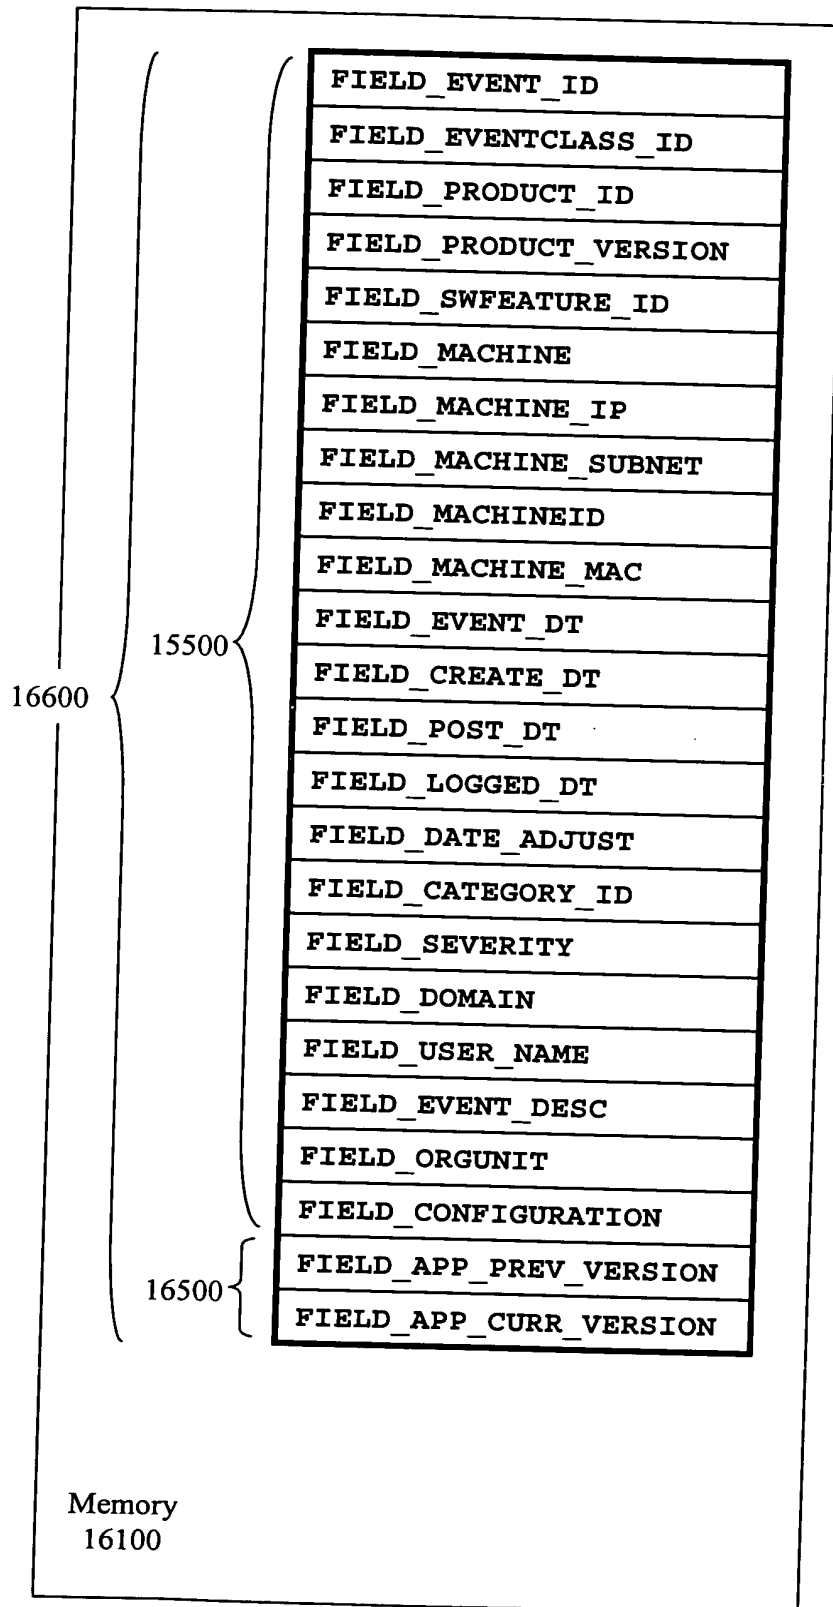 FIELD_EVENT_ID
FIELD_EVENTCLASS_ID
FIELD_PRODUCT_ID
FIELD_PRODUCT_VERSION
FIELD_SWFEATURE_ID
FIELD_MACHINE
FIELD_MACHINE_IP
FIELD_MACHINE_SUBNET
FIELD_MACHINEID
FIELD_MACHINE_MAC
FIELD_EVENT_DT
15500
FIELD_CREATE_DT
16600
FIELD_POST_DT
FIELD_LOGGED_DT
FIELD_DATE_ADJUST
FIELD_CATEGORY_ID
FIELD_SEVERITY
FIELD_DOMAIN
FIELD_USER_NAME
FIELD_EVENT_DESC
FIELD_ORGUNIT
FIELD_CONFIGURATION
FIELD_APP_PREV_VERSION
16500
FIELD_APP_CURR_VERSION
Memory
16100